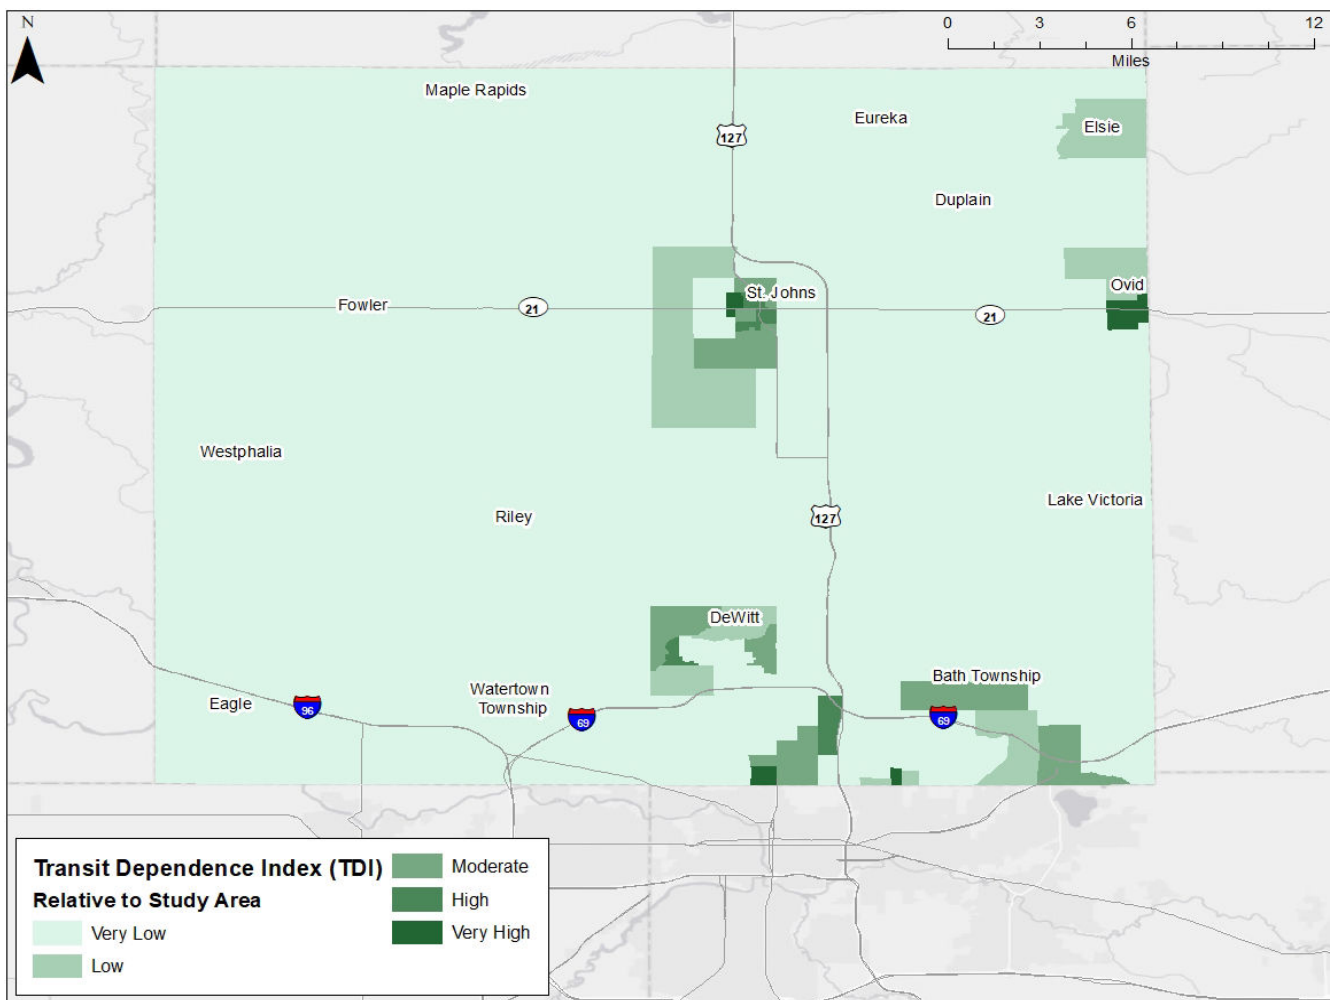 N
0 3 6 12
Miles
Maple Rapids
Eureka
Elsie
127
Duplain
Ovid
St. Johns
Fowler
21
21
Westphalia
Lake Victoria
Riley
127
DeWitt
Bath Township
Watertown
Township
Eagle
96
69
69
Transit Dependence Index (TDI)
Relative to Study Area
Very Low
Low
Moderate
High
Very High